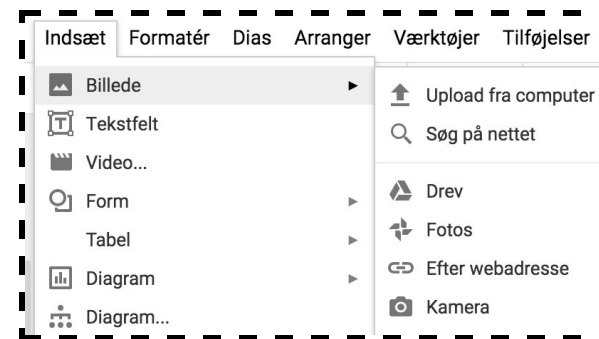 Indsæt Formatér Dias Arranger Værktøjer Tilføjelser
Billede
Tekstfelt
Video...
Form
Tabel
Diagram
Diagram...
Upload fra computer
Søg på nettet
Drev
Fotos
Efter webadresse
Kamera